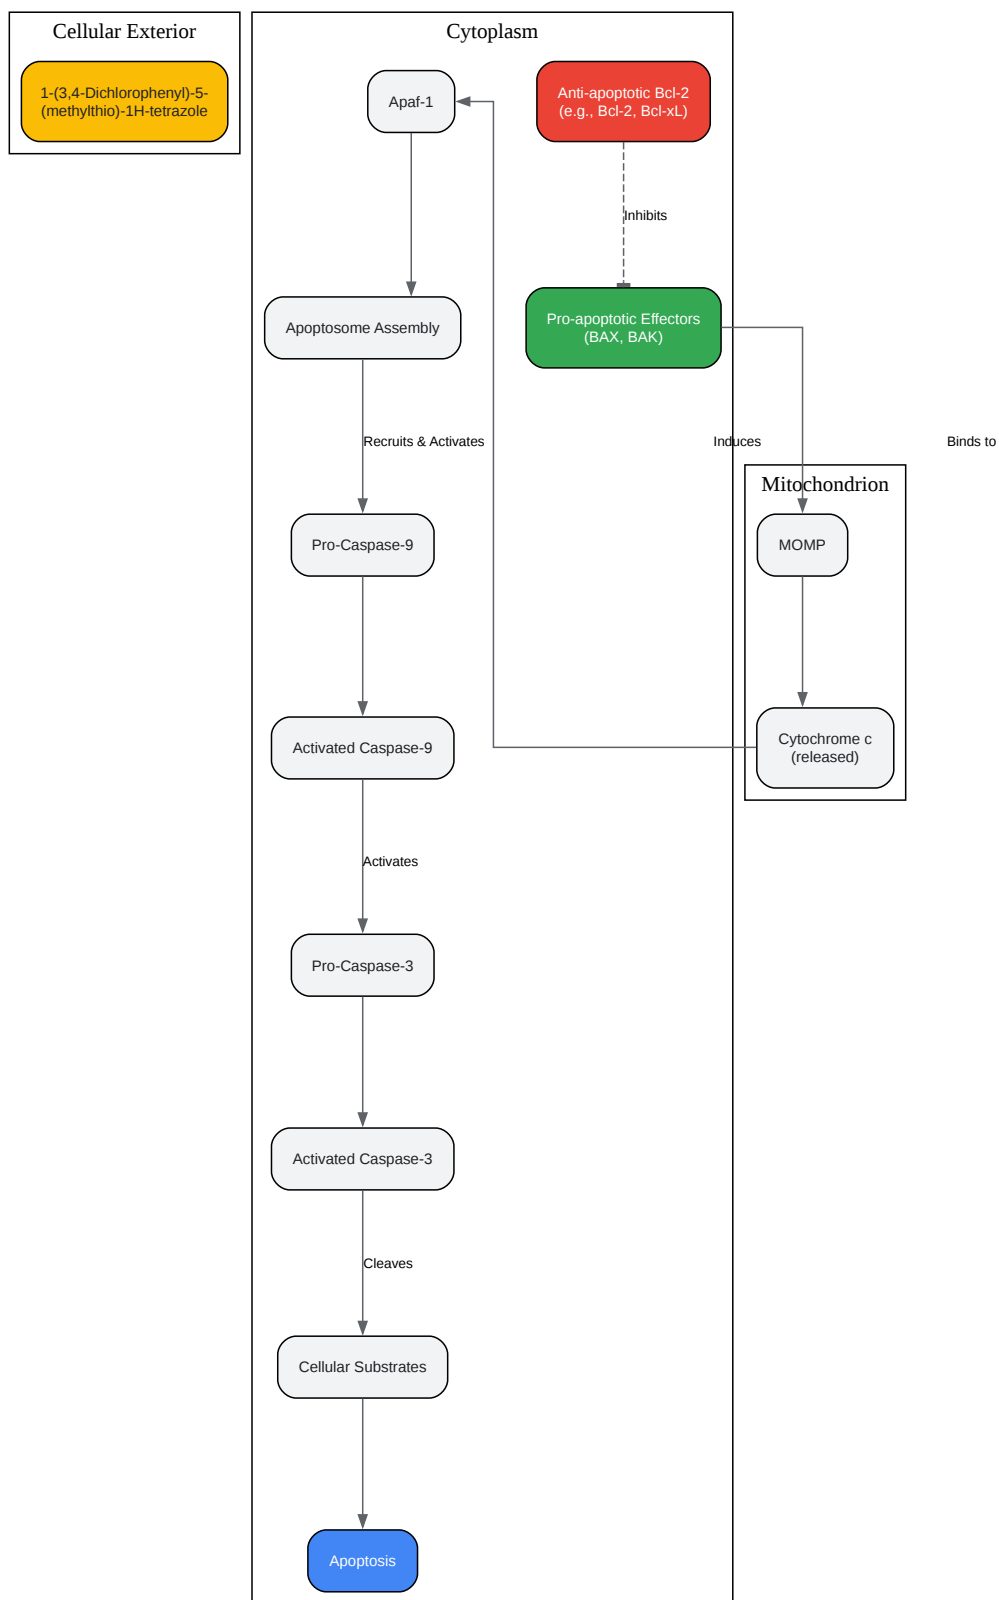 Cellular Exterior
1-(3,4-Dichlorophenyl)-5-
(methylthio)-1H-tetrazole
Cytoplasm
Apaf-1
Anti-apoptotic Bcl-2
(e.g., Bcl-2, Bcl-xL)
Inhibits
Apoptosome Assembly
Pro-apoptotic Effectors
(BAX, BAK)
Recruits & Activates
Induces
Binds to
Mitochondrion
Pro-Caspase-9
MOMP
Activated Caspase-9
Cytochrome c
(released)
Activates
Pro-Caspase-3
Activated Caspase-3
Cleaves
Cellular Substrates
Apoptosis